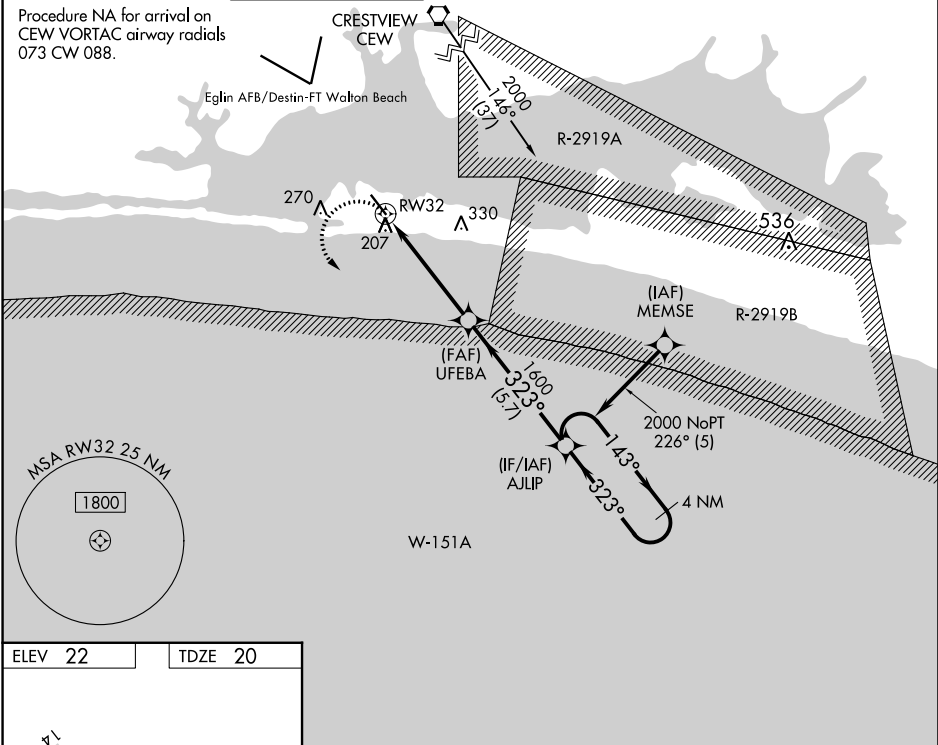 Procedure NA for arrival on
CEW VORTAC airway radials
073 CW 088.
CRESTVIEW
CEW
Eglin AFB/Destin-FT Walton Beach
2000
146°
(37)
R-2919A
270
RW32
330
207
536
(IAF)
MEMSE
R-2919B
(FAF)
UFEBA
1600
323°
(5.7)
2000 NoPT
226° (5)
(IF/IAF)
AJLIP
143°
323°
4 NM
MSA RW32 25 NM
1800
W-151A
ELEV 22
TDZE 20
14